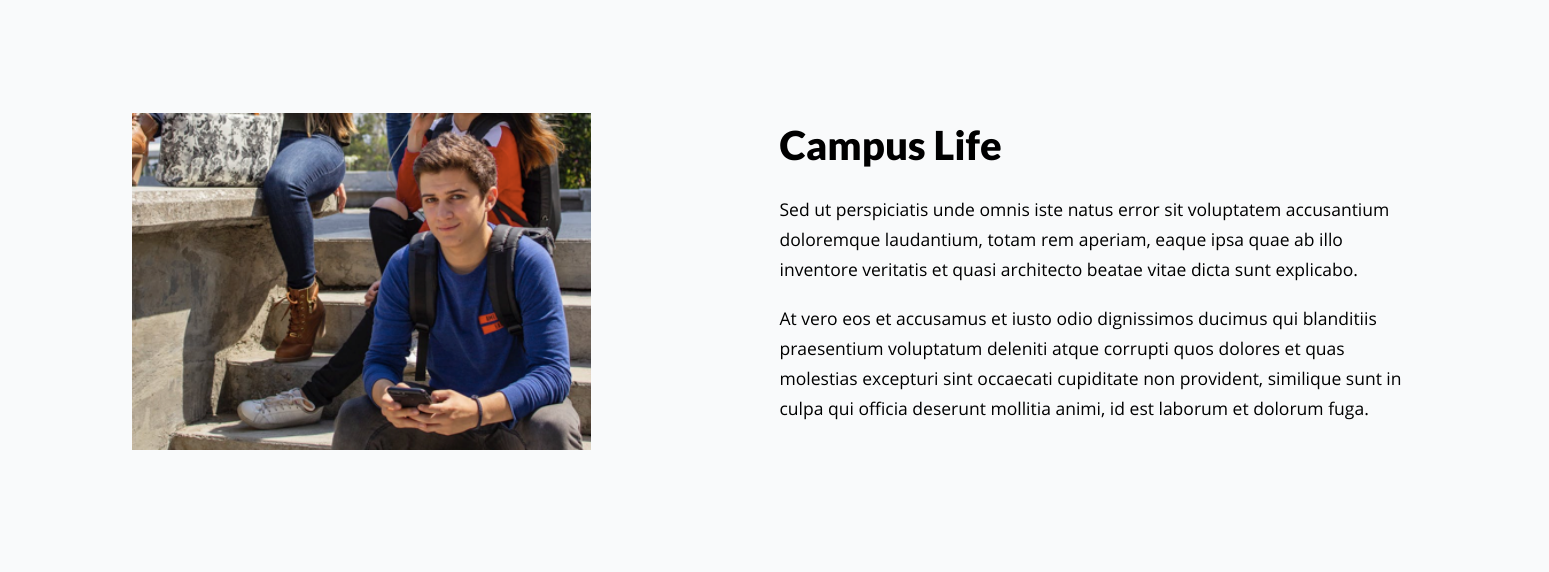 Campus Life
Sed ut perspiciatis unde omnis iste natus error sit voluptatem accusantium
doloremque laudantium, totam rem aperiam, eaque ipsa quae ab illo
inventore veritatis et quasi architecto beatae vitae dicta sunt explicabo.
At vero eos et accusamus et iusto odio dignissimos ducimus qui blanditiis
praesentium voluptatum deleniti atque corrupti quos dolores et quas
molestias excepturi sint occaecati cupiditate non provident, similique sunt in
culpa qui officia deserunt mollitia animi, id est laborum et dolorum fuga.